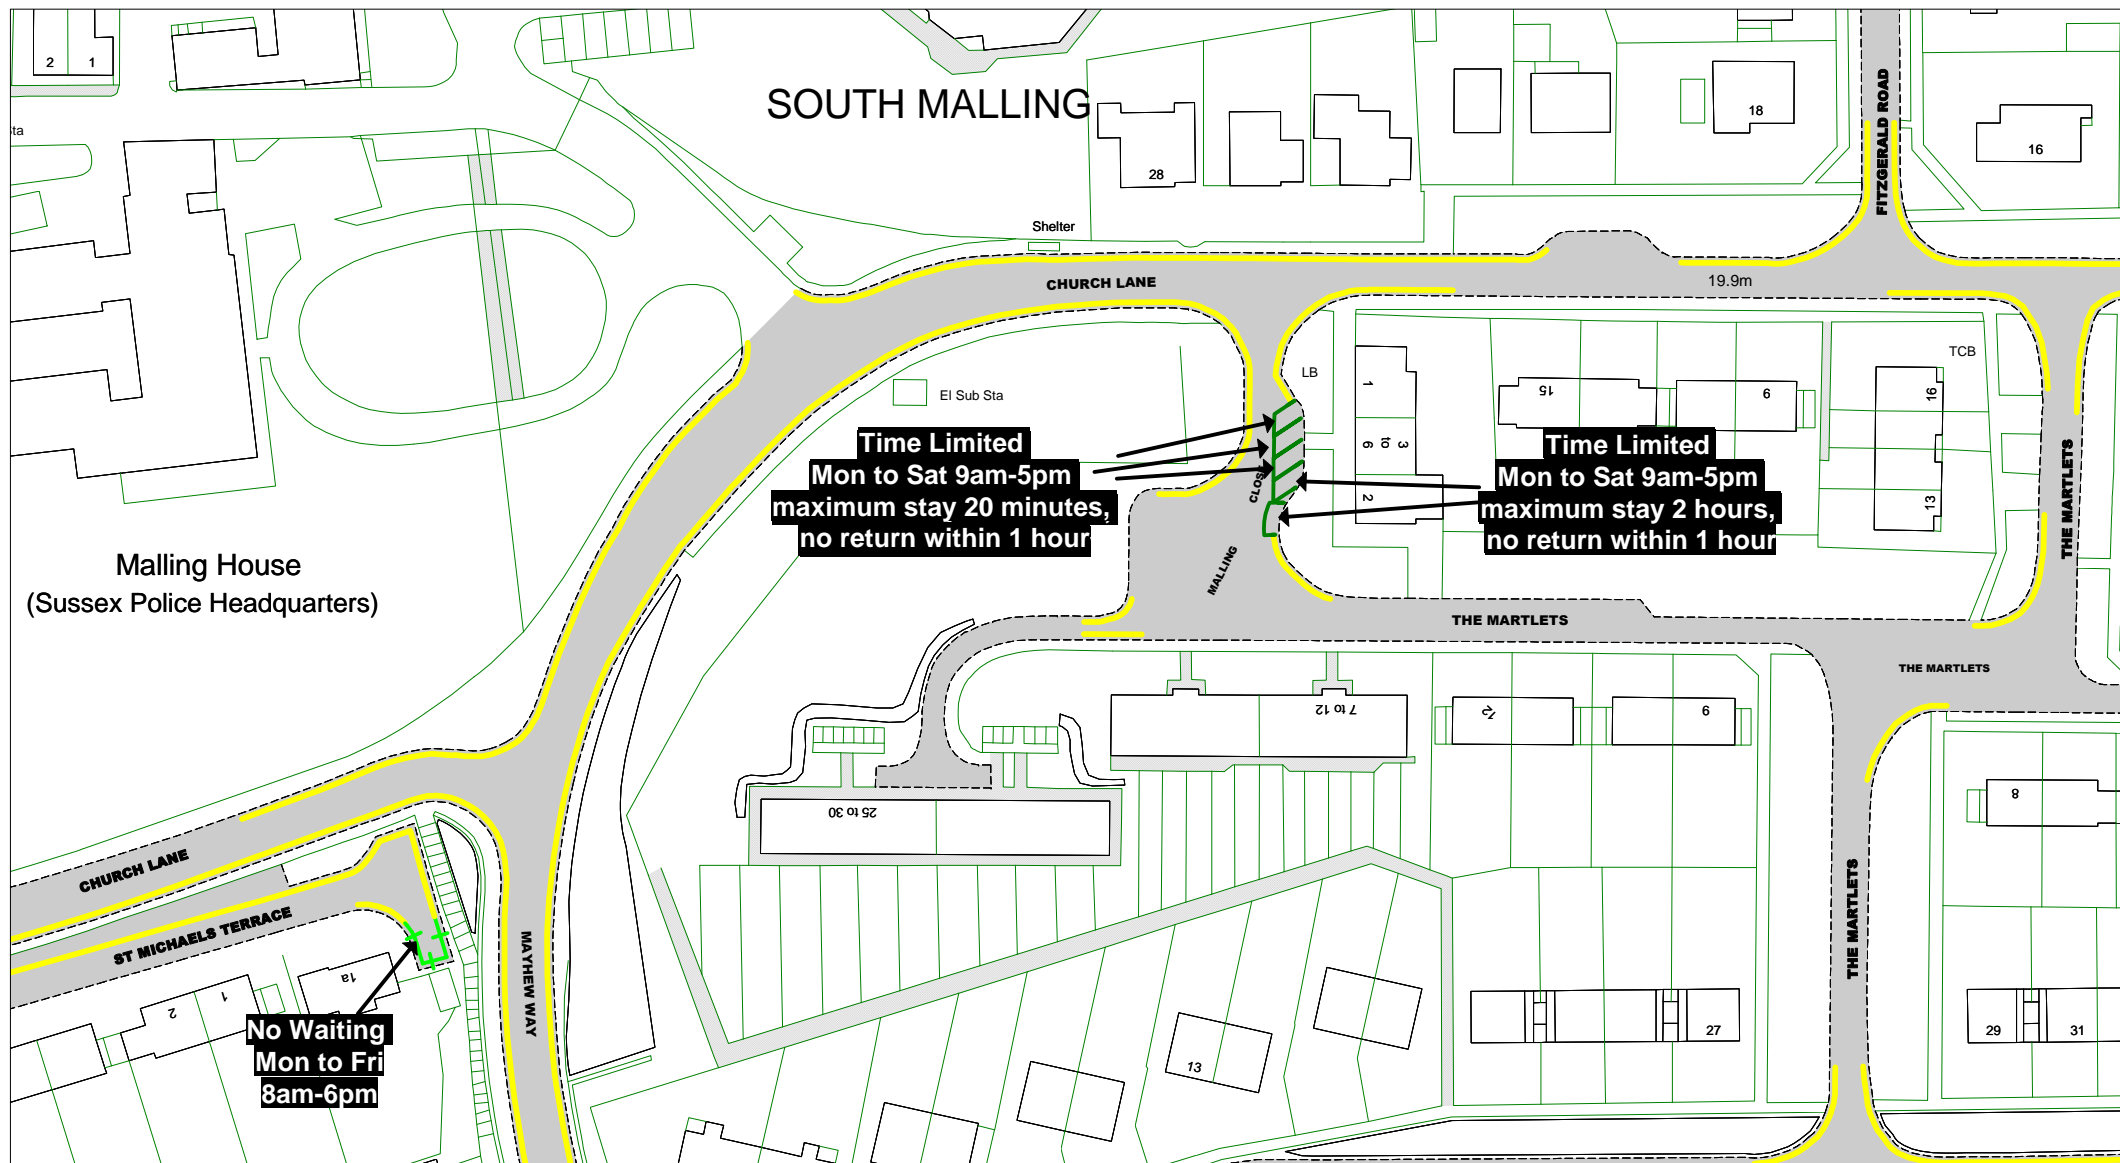 2 1
SOUTH MALLING
FITZGERALD ROAD
18
16
28
Shelter
CHURCH LANE
19.9m
El Sub Sta
LB
TCB
1
3
to
6
2
15
9
16
13
Time Limited
Mon to Sat 9am-5pm
maximum stay 20 minutes,
no return within 1 hour
Time Limited
Mon to Sat 9am-5pm
maximum stay 2 hours,
no return within 1 hour
MALLING CLOSE
THE MARTLETS
Malling House
(Sussex Police Headquarters)
THE MARTLETS
THE MARTLETS
7 to 12
12
9
8
25 to 30
CHURCH LANE
ST MICHAELS TERRACE
MAYHEW WAY
THE MARTLETS
1a
1
2
No Waiting
Mon to Fri
8am-6pm
13
27
29
31